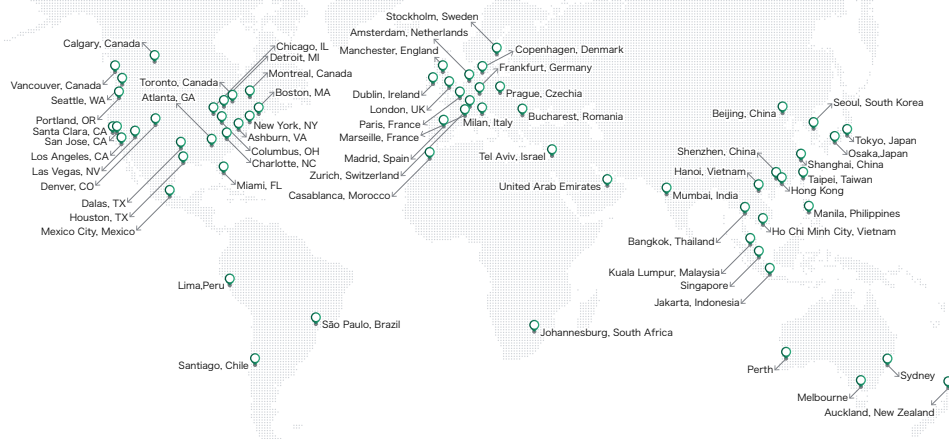 Stockholm, Sweden
Amsterdam, Netherlands
Calgary, Canada
Chicago, IL
Manchester, England
Copenhagen, Denmark
Detroit, MI
Frankfurt, Germany
Montreal, Canada
Toronto, Canada
Vancouver, Canada
Boston, MA
Dublin, Ireland
Prague, Czechia
Atlanta, GA
Seattle, WA
Seoul, South Korea
London, UK
Beijing, China
Bucharest, Romania
Portland, OR
New York, NY
Paris, France
Milan, Italy
Santa Clara, CA
Ashburn, VA
Marseille, France
San Jose, CA
Tokyo, Japan
Columbus, OH
Shenzhen, China
Osaka,Japan
Los Angeles, CA
Madrid, Spain
Tel Aviv, Israel
Charlotte, NC
Shanghai, China
Las Vegas, NV
Zurich, Switzerland
Hanoi, Vietnam
Taipei, Taiwan
Denver, CO
Miami, FL
United Arab Emirates
Hong Kong
Casablanca, Morocco
Mumbai, India
Dalas, TX
Manila, Philippines
Houston, TX
Mexico City, Mexico
Ho Chi Minh City, Vietnam
Bangkok, Thailand
Kuala Lumpur, Malaysia
Lima,Peru
Singapore
Jakarta, Indonesia
São Paulo, Brazil
Johannesburg, South Africa
Santiago, Chile
Perth
Sydney
Melbourne
Auckland, New Zealand